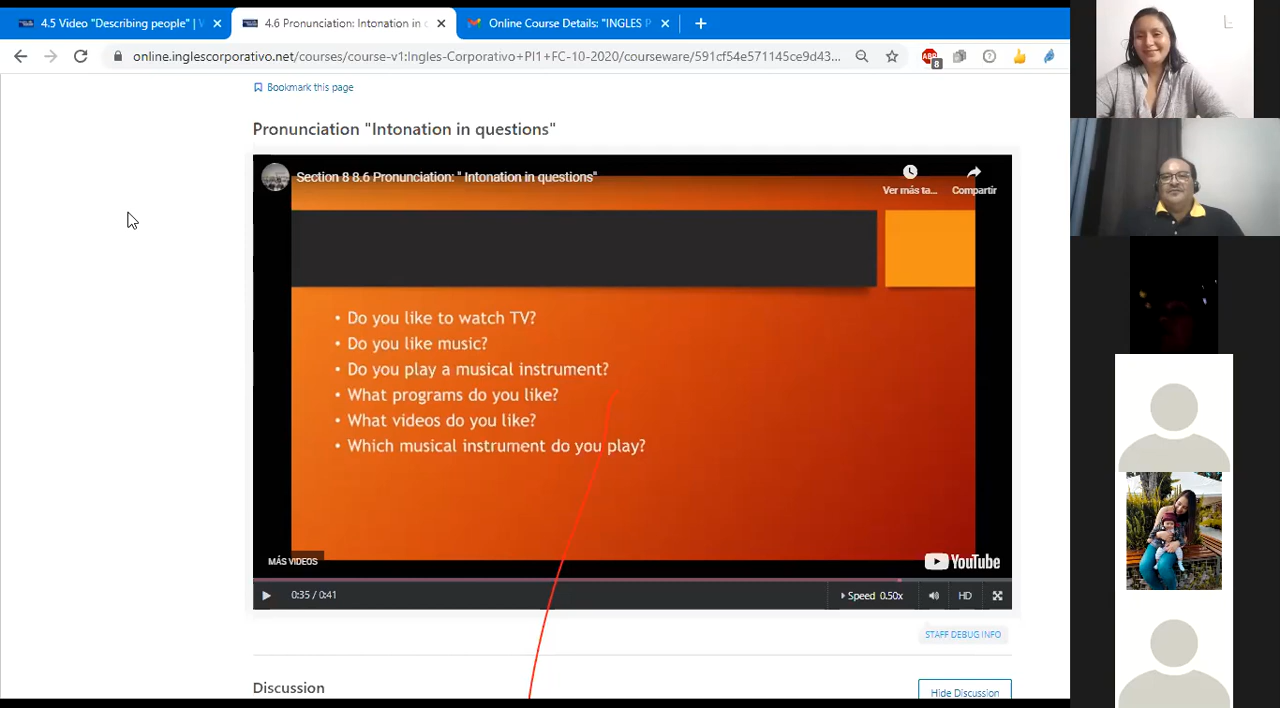 4.5 Video "Describing people" | V
4.6 Pronunciation: Intonation in c
Online Course Details: "INGLES P
online.inglescorporativo.net/courses/course-v1:Ingles-Corporativo+PI1+FC-10-2020/courseware/591cf54e571145ce9d43...
ABP
8
Bookmark this page
Pronunciation "Intonation in questions"
Section 8 8.6 Pronunciation: " Intonation in questions"
Ver más ta...
Compartir
• Do you like to watch TV?
• Do you like music?
• Do you play a musical instrument?
• What programs do you like?
• What videos do you like?
• Which musical instrument do you play?
MÁS VIDEOS
YouTube
0:35 / 0:41
Speed 0.50x
HD
STAFF DEBUG INFO
Discussion
Hide Discussion